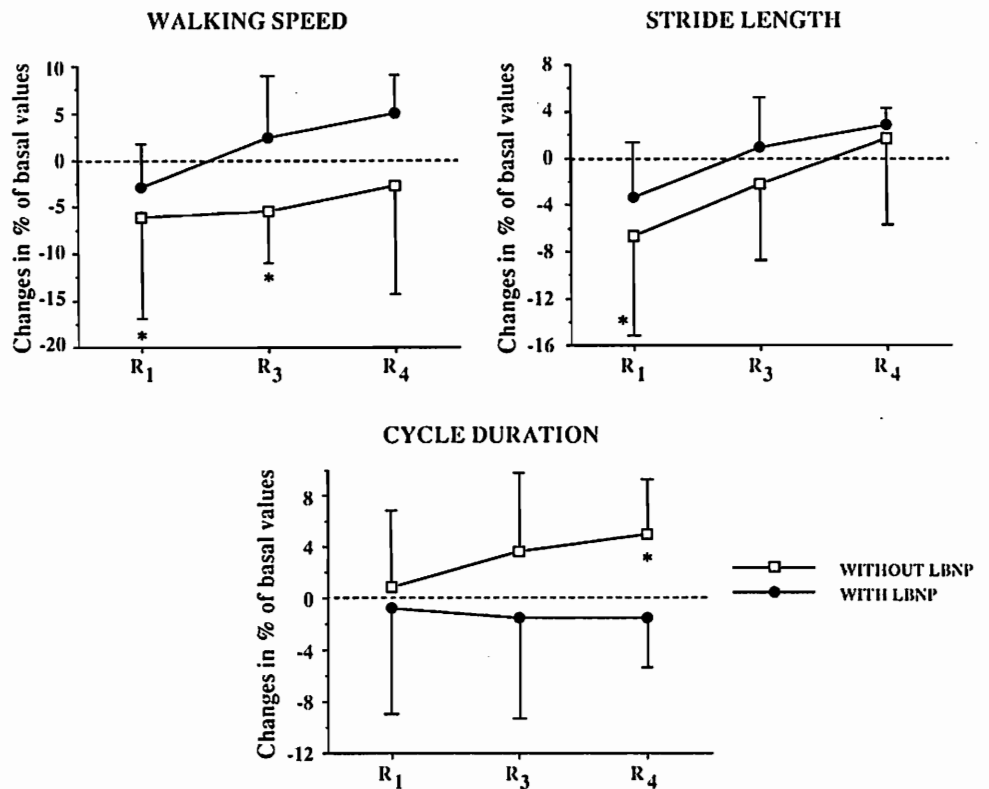 WALKING SPEED
Changes in % of basal values
10
5
0
-5
-10
-15
-20
*
*
R1
R3
R4
STRIDE LENGTH
Changes in % of basal values
8
4
0
-4
-8
-12
-16
*
R1
R3
R4
CYCLE DURATION
Changes in % of basal values
8
4
0
-4
-8
-12
*
R1
R3
R4
WITHOUT LBNP
WITH LBNP